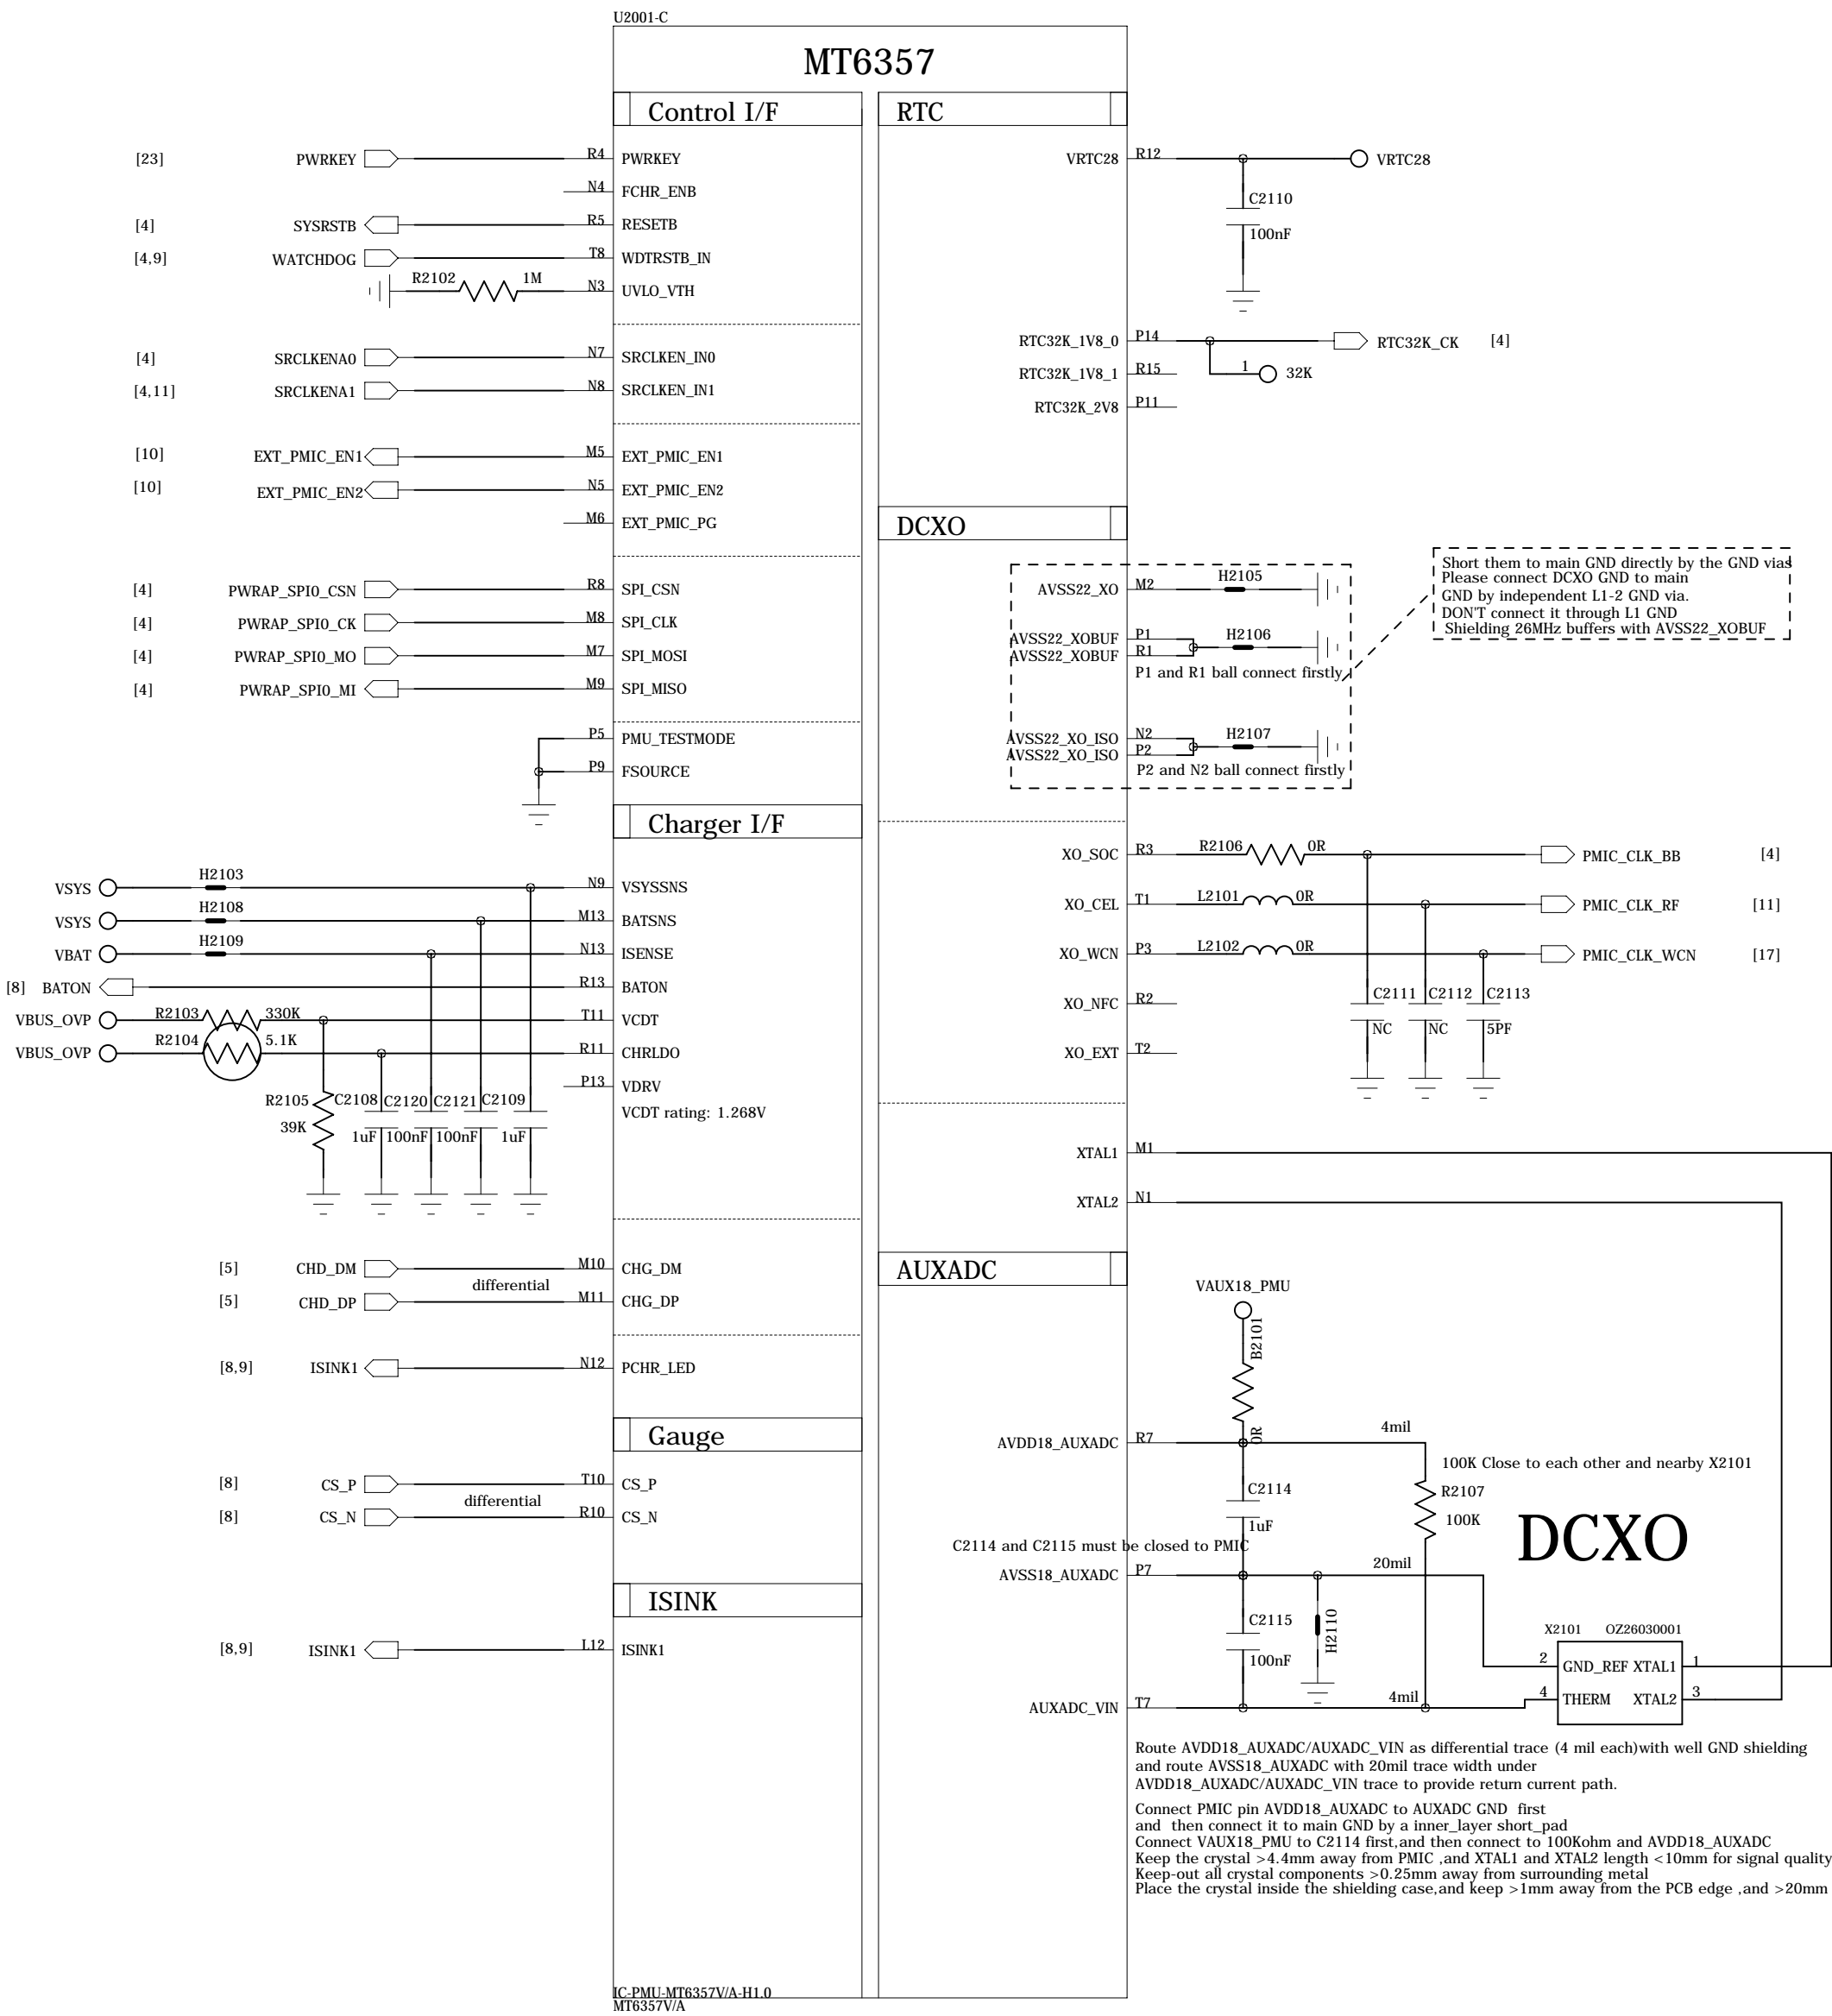 U2001-C
MT6357
Control I/F
RTC
[23] PWRKEY R4 PWRKEY
N4 FCHR_ENB
[4] SYSRSTB R5 RESETB
[4,9] WATCHDOG T8 WDTRSTB_IN
R2102 1M N3 UVLO_VTH
[4] SRCLKENA0 N7 SRCLKEN_IN0
[4,11] SRCLKENA1 N8 SRCLKEN_IN1
[10] EXT_PMIC_EN1 M5 EXT_PMIC_EN1
[10] EXT_PMIC_EN2 N5 EXT_PMIC_EN2
M6 EXT_PMIC_PG
[4] PWRAP_SPI0_CSN R8 SPI_CSN
[4] PWRAP_SPI0_CK M8 SPI_CLK
[4] PWRAP_SPI0_MO M7 SPI_MOSI
[4] PWRAP_SPI0_MI M9 SPI_MISO
P5 PMU_TESTMODE
P9 FSOURCE
Charger I/F
VSYS H2103 N9 VSYSSNS
VSYS H2108 M13 BATSNS
VBAT H2109 N13 ISENSE
[8] BATON R13 BATON
VBUS_OVP R2103 330K T11 VCDT
VBUS_OVP R2104 5.1K R11 CHRLDO
P13 VDRV
R2105 C2108 C2120 C2121 C2109
VCDT rating: 1.268V
39K 1uF 100nF 100nF 1uF
[5] CHD_DM M10 CHG_DM
differential
[5] CHD_DP M11 CHG_DP
[8,9] ISINK1 N12 PCHR_LED
Gauge
[8] CS_P T10 CS_P
differential
[8] CS_N R10 CS_N
ISINK
[8,9] ISINK1 L12 ISINK1
IC-PMU-MT6357V/A-H1.0
MT6357V/A
VRTC28 R12 VRTC28
C2110
100nF
RTC32K_1V8_0 P14 RTC32K_CK [4]
RTC32K_1V8_1 R15 1 32K
RTC32K_2V8 P11
DCXO
Short them to main GND directly by the GND vias
Please connect DCXO GND to main
GND by independent L1-2 GND via.
DON'T connect it through L1 GND
Shielding 26MHz buffers with AVSS22_XOBUF
AVSS22_XO M2 H2105
AVSS22_XOBUF P1 H2106
AVSS22_XOBUF R1
P1 and R1 ball connect firstly
AVSS22_XO_ISO N2 H2107
AVSS22_XO_ISO P2
P2 and N2 ball connect firstly
XO_SOC R3 R2106 0R PMIC_CLK_BB [4]
XO_CEL T1 L2101 0R PMIC_CLK_RF [11]
XO_WCN P3 L2102 0R PMIC_CLK_WCN [17]
XO_NFC R2
C2111 C2112 C2113
NC NC 5PF
XO_EXT T2
XTAL1 M1
XTAL2 N1
AUXADC
VAUX18_PMU
B2101
0R
AVDD18_AUXADC R7 4mil
100K Close to each other and nearby X2101
C2114 R2107
1uF 100K
DCXO
C2114 and C2115 must be closed to PMIC
AVSS18_AUXADC P7 20mil
C2115 H2110
100nF
X2101 OZ26030001
2 GND_REF XTAL1 1
4 THERM XTAL2 3
AUXADC_VIN T7 4mil
Route AVDD18_AUXADC/AUXADC_VIN as differential trace (4 mil each)with well GND shielding
and route AVSS18_AUXADC with 20mil trace width under
AVDD18_AUXADC/AUXADC_VIN trace to provide return current path.
Connect PMIC pin AVDD18_AUXADC to AUXADC GND first
and then connect it to main GND by a inner_layer short_pad
Connect VAUX18_PMU to C2114 first,and then connect to 100Kohm and AVDD18_AUXADC
Keep the crystal >4.4mm away from PMIC ,and XTAL1 and XTAL2 length <10mm for signal quality
Keep-out all crystal components >0.25mm away from surrounding metal
Place the crystal inside the shielding case,and keep >1mm away from the PCB edge ,and >20mm